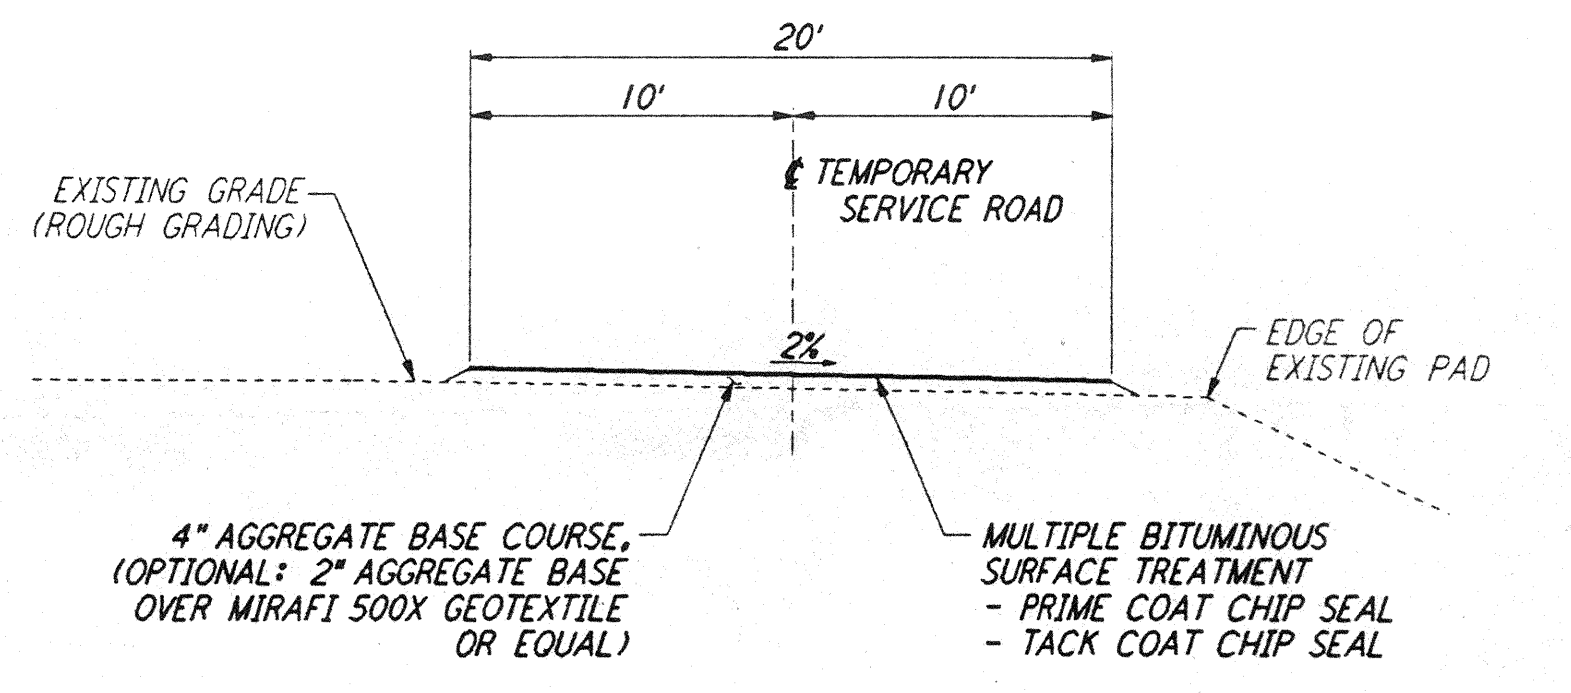 20'
10'
10'
℄ TEMPORARY
SERVICE ROAD
EXISTING GRADE
(ROUGH GRADING)
2%
EDGE OF
EXISTING PAD
4" AGGREGATE BASE COURSE.
(OPTIONAL: 2" AGGREGATE BASE
OVER MIRAFI 500X GEOTEXTILE
OR EQUAL)
MULTIPLE BITUMINOUS
SURFACE TREATMENT
- PRIME COAT CHIP SEAL
- TACK COAT CHIP SEAL